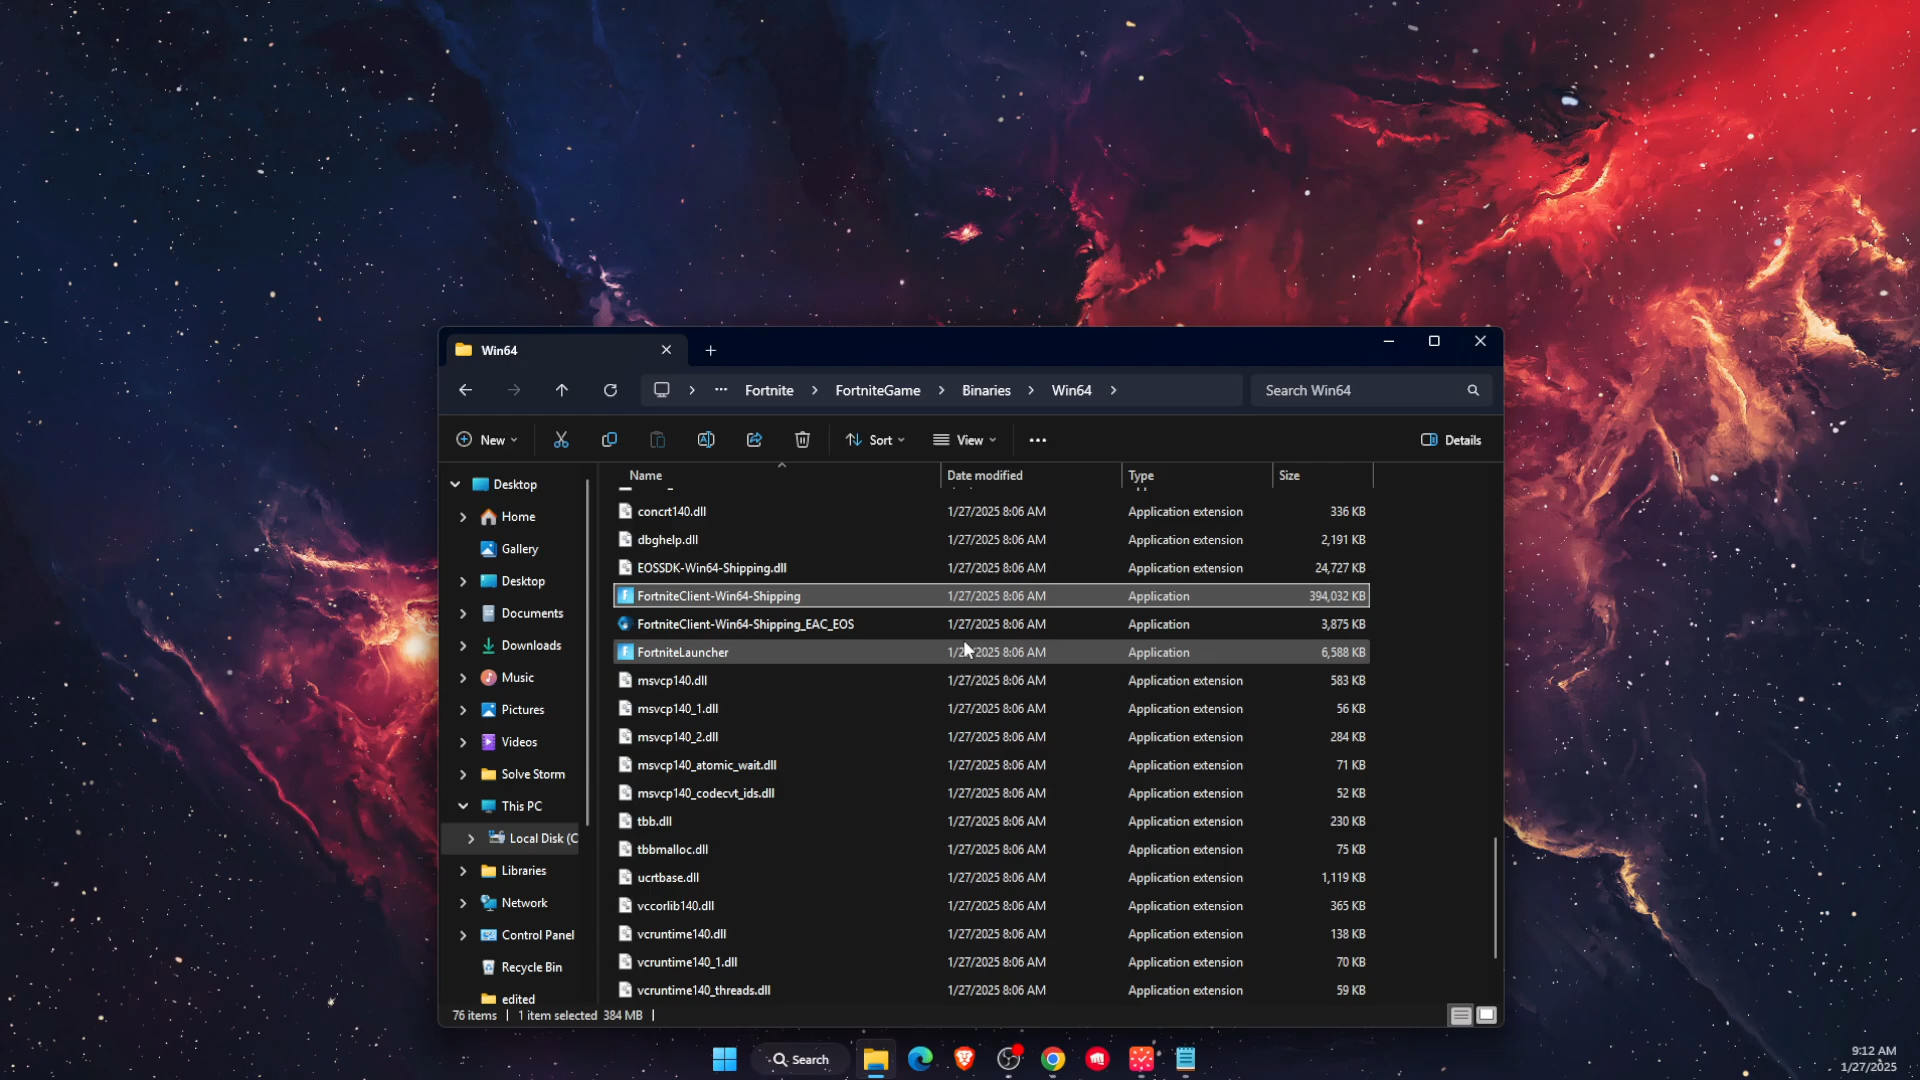 Win64
Fortnite
FortniteGame
Binaries
Win64
Search Win64
New
Sort
View
Details
Name
Date modified
Type
Size
Desktop
Home
Gallery
Desktop
Documents
Downloads
Music
Pictures
Videos
Solve Storm
This PC
Local Disk (C
Libraries
Network
Control Panel
Recycle Bin
edited
concrt140.dll 1/27/2025 8:06 AM Application extension 336 KB
dbghelp.dll 1/27/2025 8:06 AM Application extension 2,191 KB
EOSSDK-Win64-Shipping.dll 1/27/2025 8:06 AM Application extension 24,727 KB
FortniteClient-Win64-Shipping 1/27/2025 8:06 AM Application 394,032 KB
FortniteClient-Win64-Shipping_EAC_EOS 1/27/2025 8:06 AM Application 3,875 KB
FortniteLauncher 1/27/2025 8:06 AM Application 6,588 KB
msvcp140.dll 1/27/2025 8:06 AM Application extension 583 KB
msvcp140_1.dll 1/27/2025 8:06 AM Application extension 56 KB
msvcp140_2.dll 1/27/2025 8:06 AM Application extension 284 KB
msvcp140_atomic_wait.dll 1/27/2025 8:06 AM Application extension 71 KB
msvcp140_codecvt_ids.dll 1/27/2025 8:06 AM Application extension 52 KB
tbb.dll 1/27/2025 8:06 AM Application extension 230 KB
tbbmalloc.dll 1/27/2025 8:06 AM Application extension 75 KB
ucrtbase.dll 1/27/2025 8:06 AM Application extension 1,119 KB
vccorlib140.dll 1/27/2025 8:06 AM Application extension 365 KB
vcruntime140.dll 1/27/2025 8:06 AM Application extension 138 KB
vcruntime140_1.dll 1/27/2025 8:06 AM Application extension 70 KB
vcruntime140_threads.dll 1/27/2025 8:06 AM Application extension 59 KB
76 items
1 item selected 384 MB
Search
9:12 AM
1/27/2025